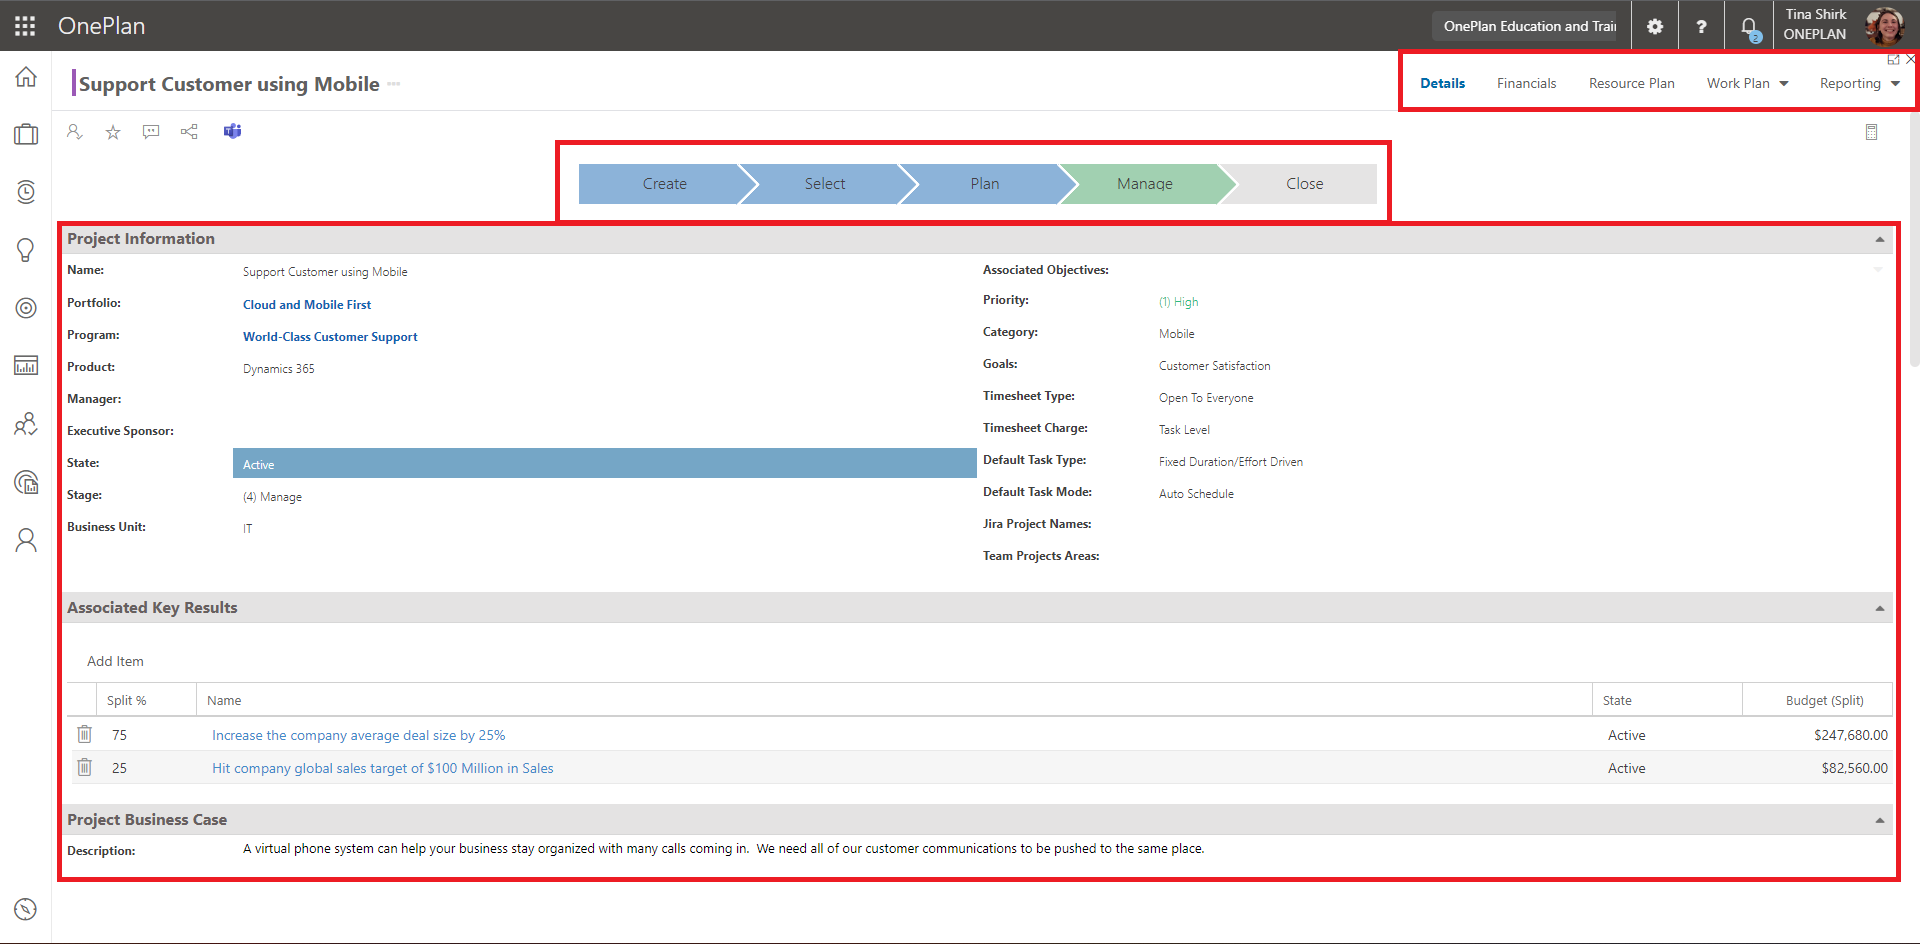 OnePlan
OnePlan Education and Trai
?
2
Tina Shirk
ONEPLAN
Support Customer using Mobile
Details
Financials
Resource Plan
Work Plan
Reporting
Create
Select
Plan
Manage
Close
Project Information
Name:
Support Customer using Mobile
Portfolio:
Cloud and Mobile First
Program:
World-Class Customer Support
Product:
Dynamics 365
Manager:
Executive Sponsor:
State:
Active
Stage:
(4) Manage
Business Unit:
IT
Associated Objectives:
Priority:
(1) High
Category:
Mobile
Goals:
Customer Satisfaction
Timesheet Type:
Open To Everyone
Timesheet Charge:
Task Level
Default Task Type:
Fixed Duration/Effort Driven
Default Task Mode:
Auto Schedule
Jira Project Names:
Team Projects Areas:
Associated Key Results
Add Item
Split %
Name
State
Budget (Split)
75
Increase the company average deal size by 25%
Active
$247,680.00
25
Hit company global sales target of $100 Million in Sales
Active
$82,560.00
Project Business Case
Description:
A virtual phone system can help your business stay organized with many calls coming in.  We need all of our customer communications to be pushed to the same place.